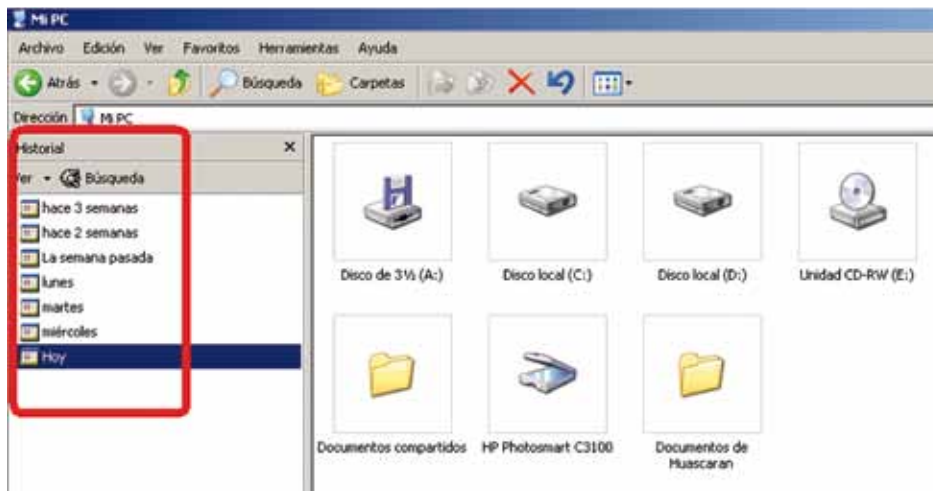 Mi PC
Archivo Edición Ver Favoritos Herramientas Ayuda
Atrás Búsqueda Carpetas
Dirección Mi PC
Historial
Ver Búsqueda
hace 3 semanas
hace 2 semanas
La semana pasada
lunes
martes
miércoles
Hoy
Disco de 3½ (A:) Disco local (C:) Disco local (D:) Unidad CD-RW (E:)
Documentos compartidos HP Photosmart C3100 Documentos de
Huascaran